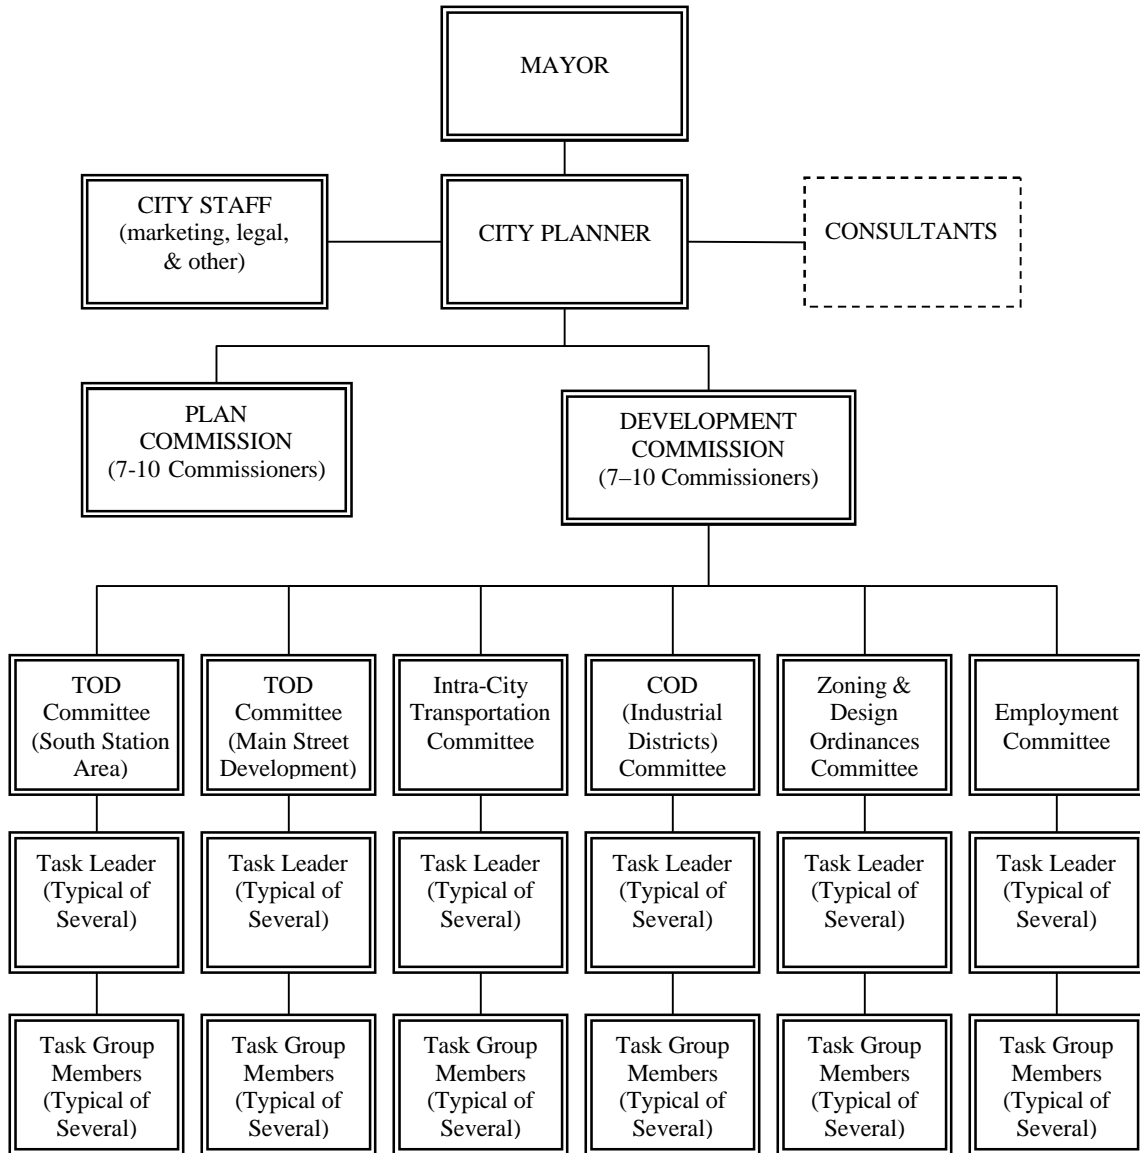 MAYOR
CITY STAFF
(marketing, legal,
& other)
CITY PLANNER
CONSULTANTS
PLAN
COMMISSION
(7-10 Commissioners)
DEVELOPMENT
COMMISSION
(7–10 Commissioners)
TOD
Committee
(South Station
Area)
TOD
Committee
(Main Street
Development)
Intra-City
Transportation
Committee
COD
(Industrial
Districts)
Committee
Zoning &
Design
Ordinances
Committee
Employment
Committee
Task Leader
(Typical of
Several)
Task Leader
(Typical of
Several)
Task Leader
(Typical of
Several)
Task Leader
(Typical of
Several)
Task Leader
(Typical of
Several)
Task Leader
(Typical of
Several)
Task Group
Members
(Typical of
Several)
Task Group
Members
(Typical of
Several)
Task Group
Members
(Typical of
Several)
Task Group
Members
(Typical of
Several)
Task Group
Members
(Typical of
Several)
Task Group
Members
(Typical of
Several)